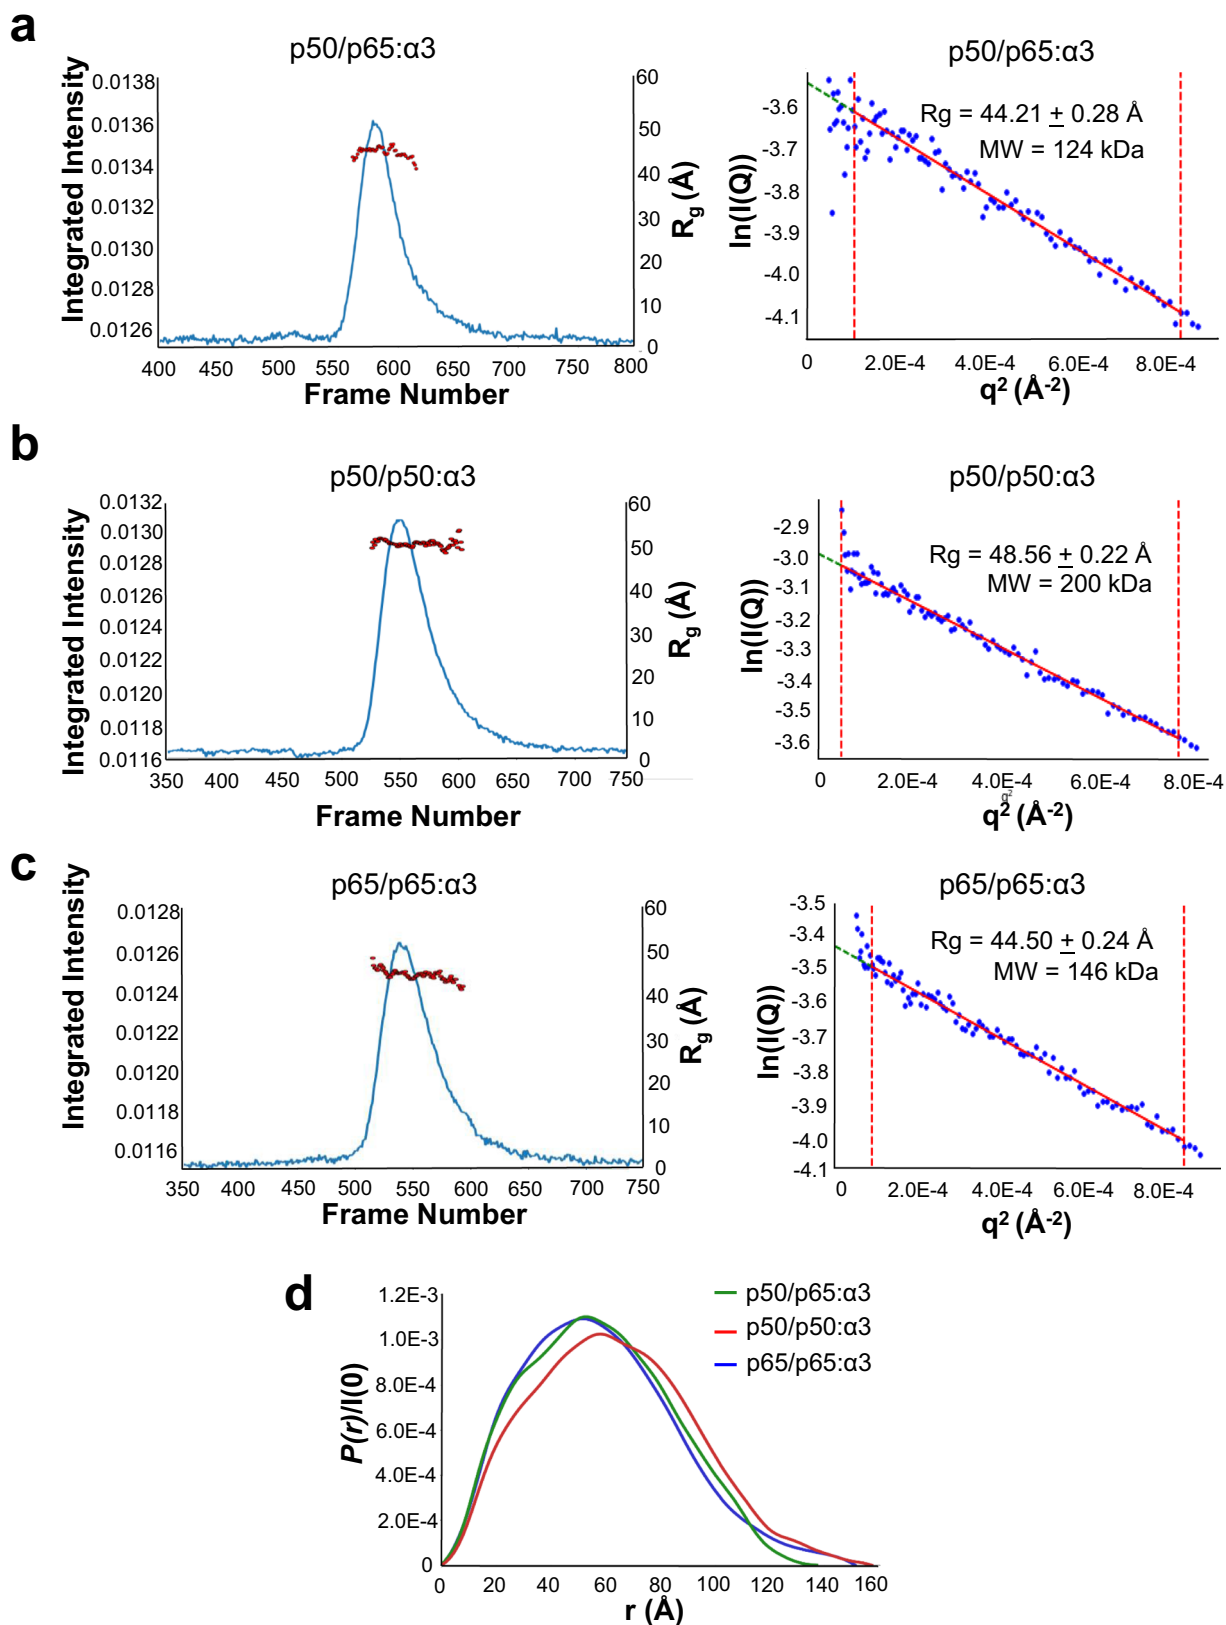 a
p50/p65:α3
Integrated Intensity
0.0138
0.0136
0.0134
0.0132
0.0130
0.0128
0.0126
60
50
40
30
20
10
0
Rg (Å)
400 450 500 550 600 650 700 750 800
Frame Number
p50/p65:α3
Rg = 44.21 ± 0.28 Å
MW = 124 kDa
ln(I(Q))
-3.6
-3.7
-3.8
-3.9
-4.0
-4.1
0 2.0E-4 4.0E-4 6.0E-4 8.0E-4
q² (Å⁻²)
b
p50/p50:α3
Integrated Intensity
0.0132
0.0130
0.0128
0.0126
0.0124
0.0122
0.0120
0.0118
0.0116
60
50
40
30
20
10
0
Rg (Å)
350 400 450 500 550 600 650 700 750
Frame Number
p50/p50:α3
Rg = 48.56 ± 0.22 Å
MW = 200 kDa
ln(I(Q))
-2.9
-3.0
-3.1
-3.2
-3.3
-3.4
-3.5
-3.6
0 2.0E-4 4.0E-4 6.0E-4 8.0E-4
q²
q² (Å⁻²)
c
p65/p65:α3
Integrated Intensity
0.0128
0.0126
0.0124
0.0122
0.0120
0.0118
0.0116
60
50
40
30
20
10
0
Rg (Å)
350 400 450 500 550 600 650 700 750
Frame Number
p65/p65:α3
Rg = 44.50 ± 0.24 Å
MW = 146 kDa
ln(I(Q))
-3.5
-3.4
-3.5
-3.6
-3.7
-3.8
-3.9
-4.0
-4.1
0 2.0E-4 4.0E-4 6.0E-4 8.0E-4
q² (Å⁻²)
d
p50/p65:α3
p50/p50:α3
p65/p65:α3
P(r)/I(0)
1.2E-3
1.0E-3
8.0E-4
6.0E-4
4.0E-4
2.0E-4
0
0 20 40 60 80 100 120 140 160
r (Å)